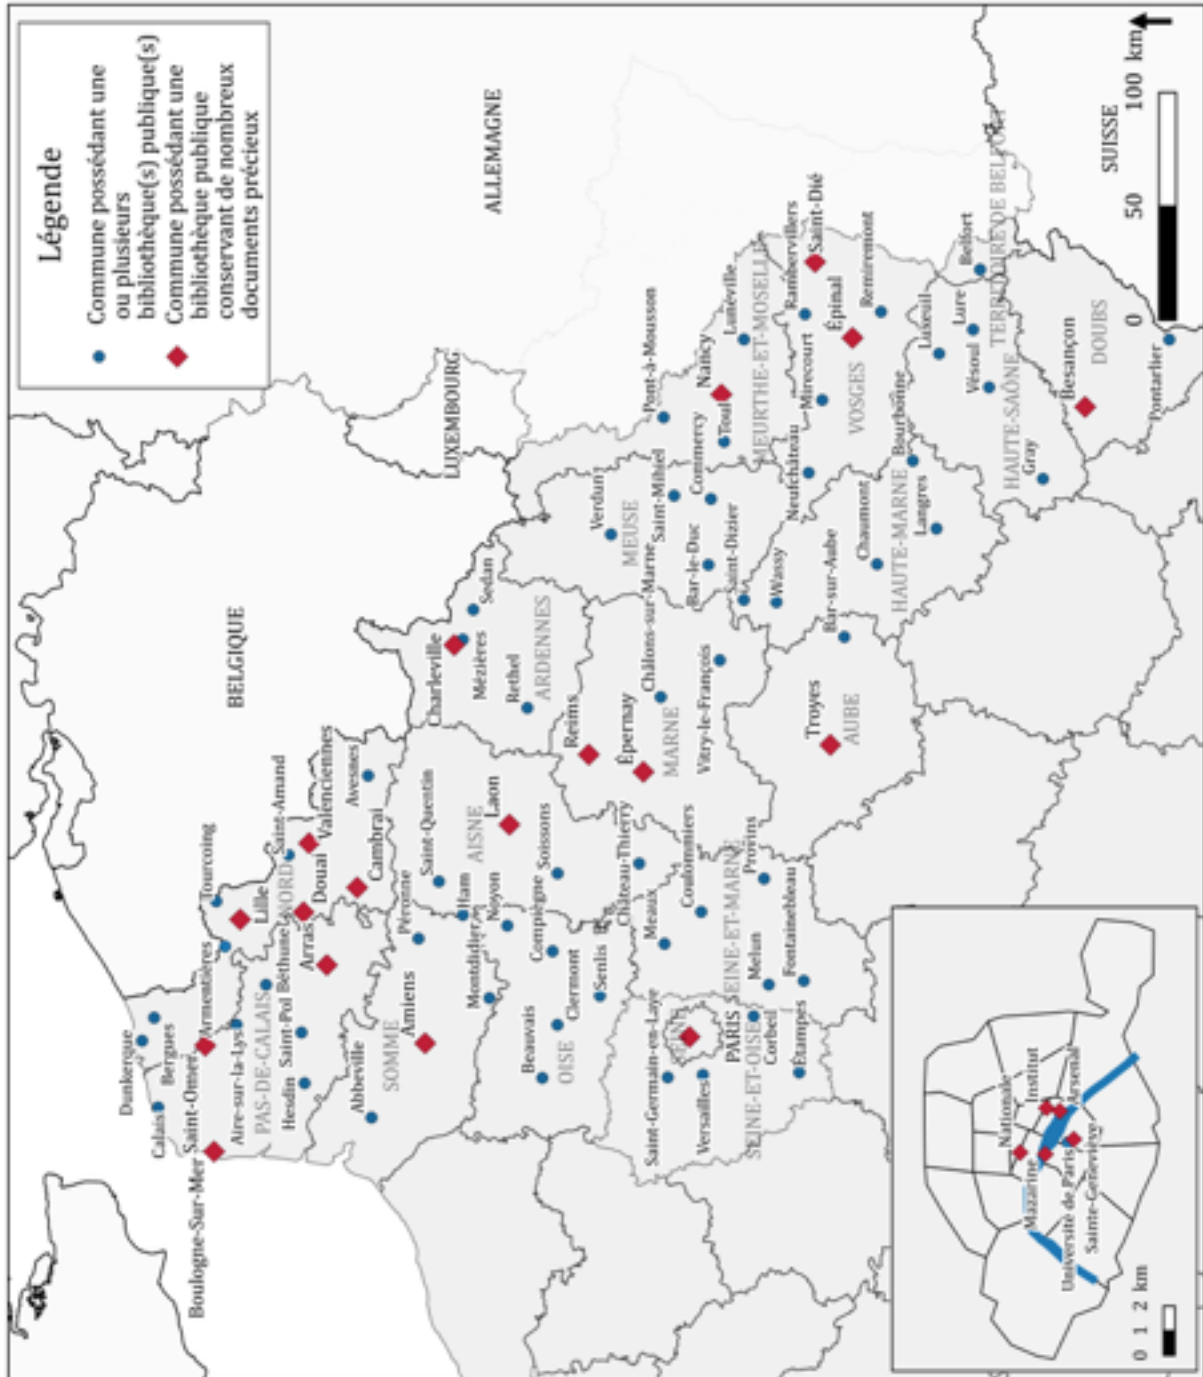 Légende
Commune possédant une
ou plusieurs
bibliothèque(s) publique(s)
Commune possédant une
bibliothèque publique
conservant de nombreux
documents précieux
BELGIQUE
LUXEMBOURG
ALLEMAGNE
SUISSE
Dunkerque
Bergues
Calais
Saint-Omer
Boulogne-Sur-Mer
Armentières
Tourcoing
Lille
Aire-sur-la-Lys
PAS-DE-CALAIS
Saint-Pol
Béthune
NORD
Saint-Amand
Valenciennes
Douai
Hesdin
Arras
Cambrai
Avesnes
Abbeville
SOMME
Amiens
Péronne
Saint-Quentin
Ham
AISNE
Montdidier
Noyon
Laon
Charleville
Mézières
Sedan
Rethel
ARDENNES
Beauvais
OISE
Clermont
Compiègne
Soissons
Senlis
Reims
Épernay
MARNE
Château-Thierry
Châlons-sur-Marne
Vitry-le-François
Verdun
MEUSE
Saint-Mihiel
Commercy
Bar-le-Duc
Saint-Dizier
Wassy
Pont-à-Mousson
Nancy
Toul
Lunéville
MEURTHE-ET-MOSELLE
Saint-Germain-en-Laye
SEINE
PARIS
Versailles
SEINE-ET-OISE
Corbeil
Étampes
Meaux
Coulommiers
SEINE-ET-MARNE
Melun
Provins
Fontainebleau
Troyes
AUBE
Bar-sur-Aube
Chaumont
HAUTE-MARNE
Langres
Bourbonne
Neufchâteau
Mirecourt
Rambervillers
Saint-Dié
Épinal
VOSGES
Remiremont
Luxeuil
Lure
Vésoul
Belfort
TERRITOIRE DE BELFORT
HAUTE-SAÔNE
Gray
Besançon
DOUBS
Pontarlier
0 50 100 km
Nationale
Institut
Arsenal
Mazarine
Université de Paris
Sainte-Geneviève
0 1 2 km